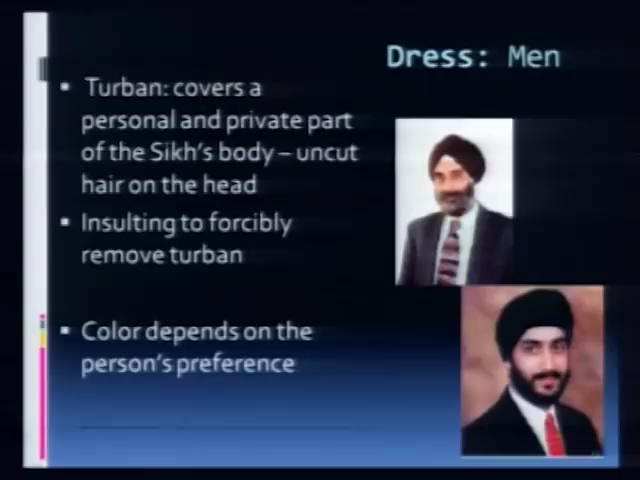 Dress: Men
▪ Turban: covers a
personal and private part
of the Sikh's body – uncut
hair on the head
▪ Insulting to forcibly
remove turban
▪ Color depends on the
person's preference